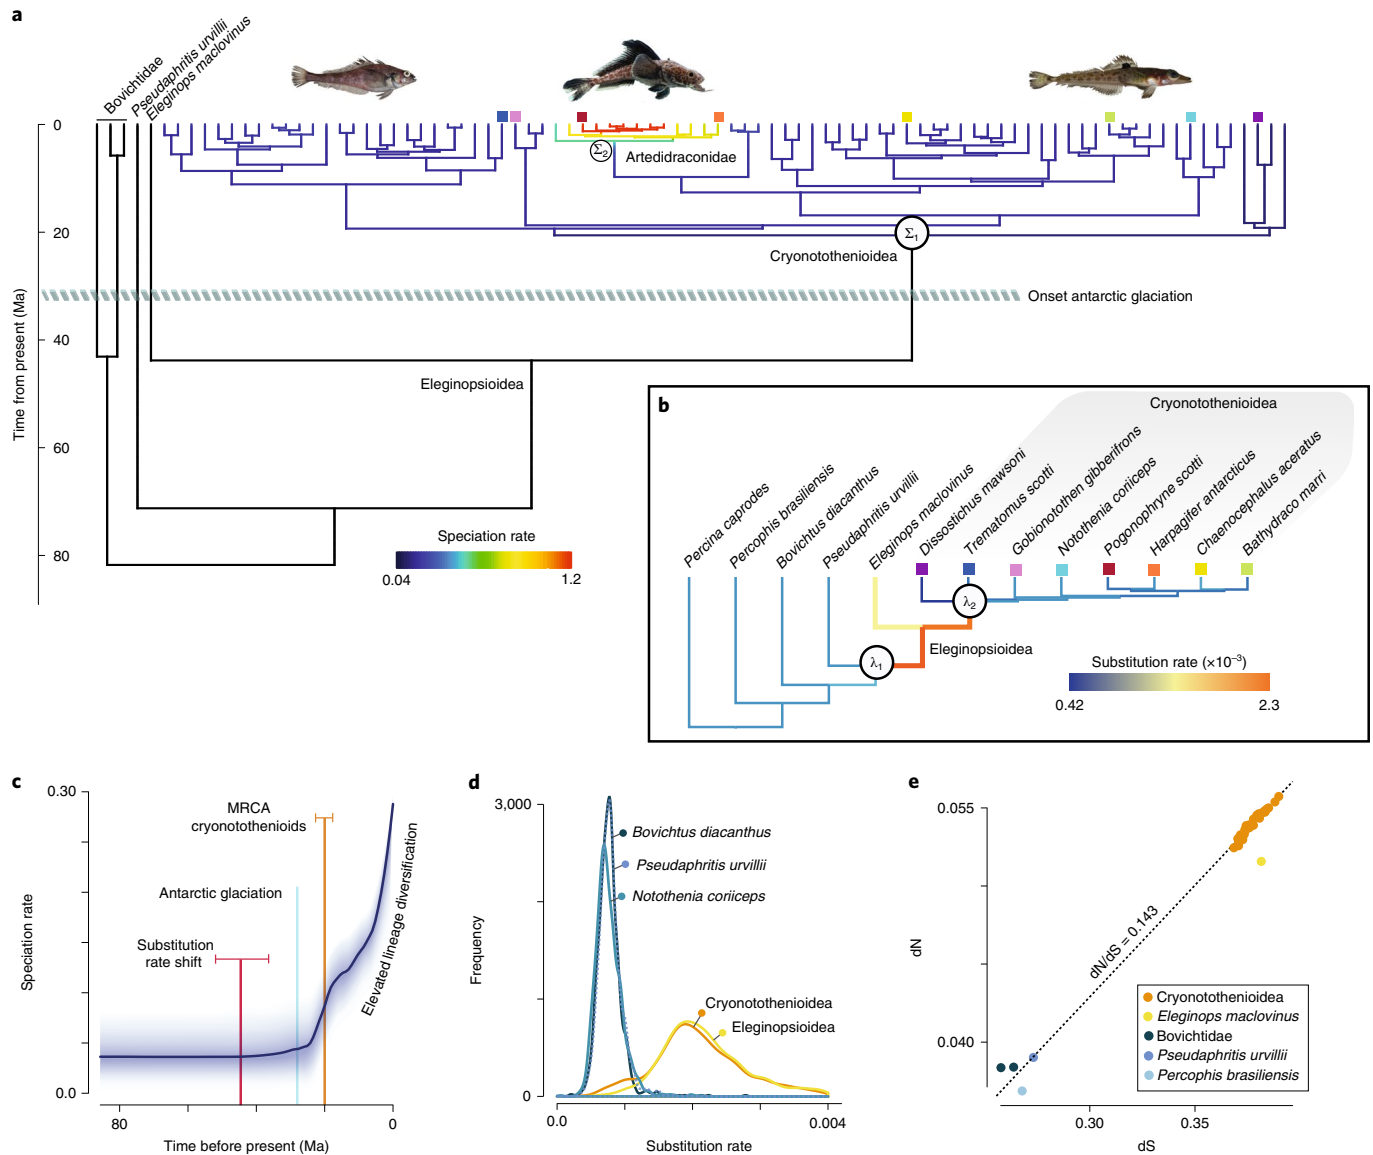 a
Bovichtidae
Pseudaphritis urvillii
Eleginops maclovinus
0
20
40
60
80
Time from present (Ma)
Σ2
Artedidraconidae
Σ1
Cryonotothenioidea
Onset antarctic glaciation
Eleginopsioidea
Speciation rate
0.04
1.2
b
Cryonotothenioidea
Percina caprodes
Percophis brasiliensis
Bovichtus diacanthus
Pseudaphritis urvillii
Eleginops maclovinus
Dissostichus mawsoni
Trematomus scotti
Gobionotothen gibberifrons
Notothenia coriiceps
Pogonophryne scotti
Harpagifer antarcticus
Chaenocephalus aceratus
Bathydraco marri
λ2
λ1
Eleginopsioidea
Substitution rate (×10−3)
0.42
2.3
c
0.30
0.0
Speciation rate
MRCA
cryonotothenioids
Antarctic glaciation
Substitution
rate shift
Elevated lineage diversification
80
0
Time before present (Ma)
d
3,000
0
Frequency
Bovichtus diacanthus
Pseudaphritis urvillii
Notothenia coriiceps
Cryonotothenioidea
Eleginopsioidea
0.0
0.004
Substitution rate
e
0.055
0.040
dN
dN/dS = 0.143
Cryonotothenioidea
Eleginops maclovinus
Bovichtidae
Pseudaphritis urvillii
Percophis brasiliensis
0.30
0.35
dS